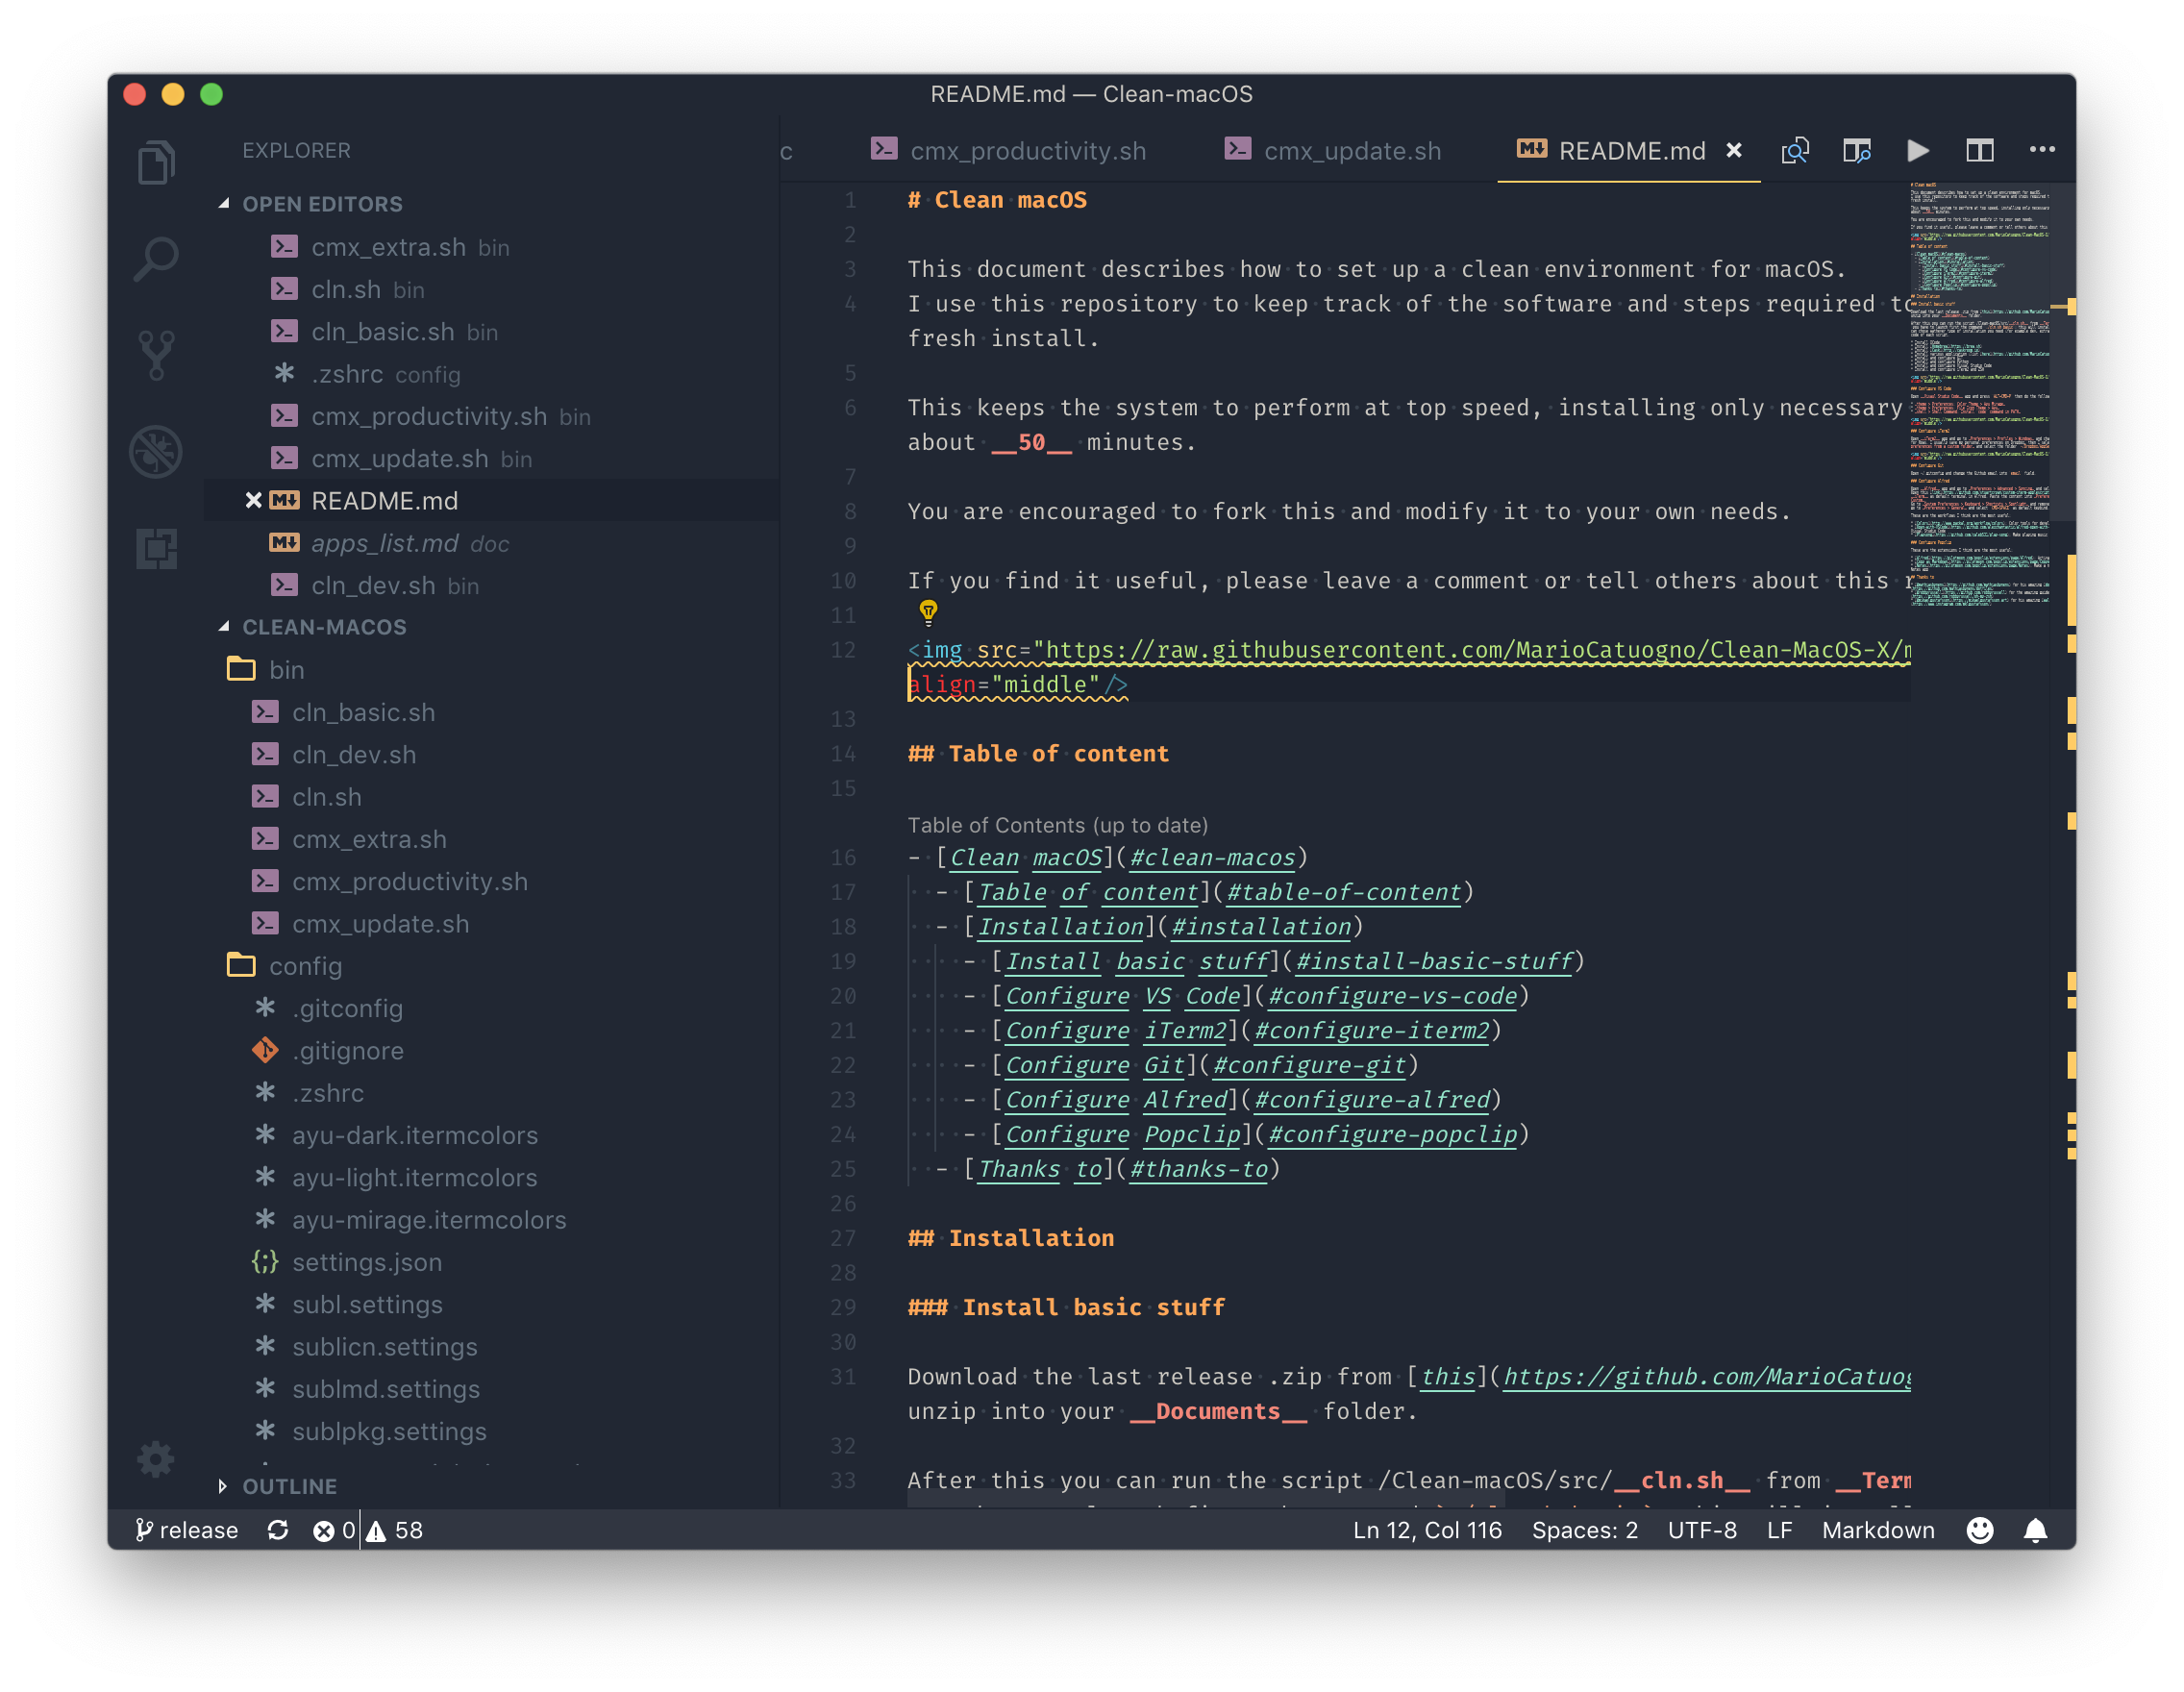 README.md — Clean-macOS
EXPLORER
OPEN EDITORS
cmx_extra.sh bin
cln.sh bin
cln_basic.sh bin
.zshrc config
cmx_productivity.sh bin
cmx_update.sh bin
README.md
apps_list.md doc
cln_dev.sh bin
CLEAN-MACOS
bin
cln_basic.sh
cln_dev.sh
cln.sh
cmx_extra.sh
cmx_productivity.sh
cmx_update.sh
config
.gitconfig
.gitignore
.zshrc
ayu-dark.itermcolors
ayu-light.itermcolors
ayu-mirage.itermcolors
settings.json
subl.settings
sublicn.settings
sublmd.settings
sublpkg.settings
OUTLINE
c cmx_productivity.sh cmx_update.sh README.md
1 # Clean macOS
2
3 This document describes how to set up a clean environment for macOS.
4 I use this repository to keep track of the software and steps required to
fresh install.
5
6 This keeps the system to perform at top speed, installing only necessary
about __50__ minutes.
7
8 You are encouraged to fork this and modify it to your own needs.
9
10 If you find it useful, please leave a comment or tell others about this
11
12 <img src="https://raw.githubusercontent.com/MarioCatuogno/Clean-MacOS-X/m
align="middle"/>
13
14 ## Table of content
15
Table of Contents (up to date)
16 - [Clean macOS](#clean-macos)
17 - [Table of content](#table-of-content)
18 - [Installation](#installation)
19 - [Install basic stuff](#install-basic-stuff)
20 - [Configure VS Code](#configure-vs-code)
21 - [Configure iTerm2](#configure-iterm2)
22 - [Configure Git](#configure-git)
23 - [Configure Alfred](#configure-alfred)
24 - [Configure Popclip](#configure-popclip)
25 - [Thanks to](#thanks-to)
26
27 ## Installation
28
29 ### Install basic stuff
30
31 Download the last release .zip from [this](https://github.com/MarioCatuog
unzip into your __Documents__ folder.
32
33 After this you can run the script /Clean-macOS/src/__cln.sh__ from __Term
release 0 58 Ln 12, Col 116 Spaces: 2 UTF-8 LF Markdown